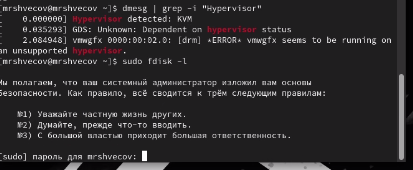 [mrshvecov@mrshvecov ~]$ dmesg | grep -i "Hypervisor"
[    0.000000] Hypervisor detected: KVM
[    0.035293] GDS: Unknown: Dependent on hypervisor status
[    2.084948] vmwgfx 0000:00:02.0: [drm] *ERROR* vmwgfx seems to be running on
an unsupported hypervisor.
[mrshvecov@mrshvecov ~]$ sudo fdisk -l
Мы полагаем, что ваш системный администратор изложил вам основы
безопасности. Как правило, всё сводится к трём следующим правилам:
№1) Уважайте частную жизнь других.
№2) Думайте, прежде что-то вводить.
№3) С большой властью приходит большая ответственность.
[sudo] пароль для mrshvecov: